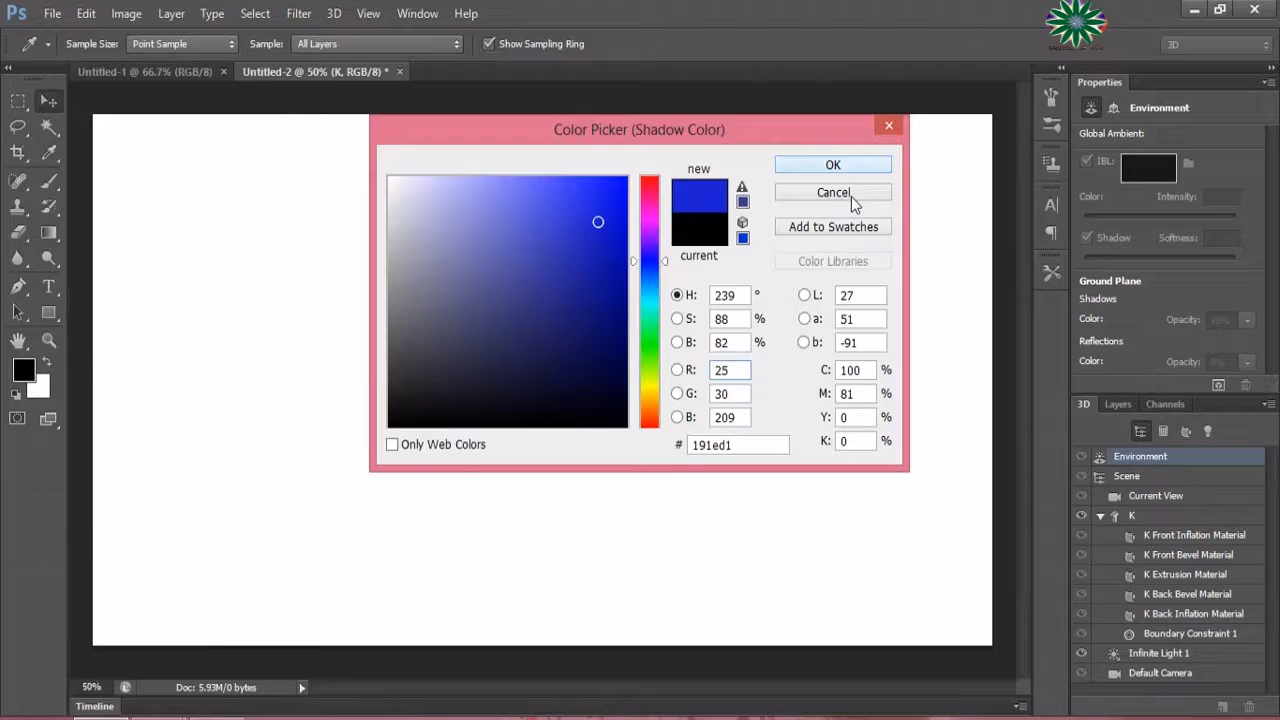 Ps File Edit Image Layer Type Select Filter 3D View Window Help
Sample Size: Point Sample Sample: All Layers Show Sampling Ring 3D
Untitled-1 @ 66.7% (RGB/8) × Untitled-2 @ 50% (K, RGB/8) * ×
Color Picker (Shadow Color)
new
current
OK
Cancel
Add to Swatches
Color Libraries
H: 239 °
S: 88 %
B: 82 %
R: 25
G: 30
B: 209
L: 27
a: 51
b: -91
C: 100 %
M: 81 %
Y: 0 %
K: 0 %
Only Web Colors
# 191ed1
Properties
Environment
Global Ambient:
IBL:
Color: Intensity:
Shadow Softness:
Ground Plane
Shadows
Color: Opacity:
Reflections
Color: Opacity:
3D Layers Channels
Environment
Scene
Current View
K
K Front Inflation Material
K Front Bevel Material
K Extrusion Material
K Back Bevel Material
K Back Inflation Material
Boundary Constraint 1
Infinite Light 1
Default Camera
50% Doc: 5.93M/0 bytes
Timeline